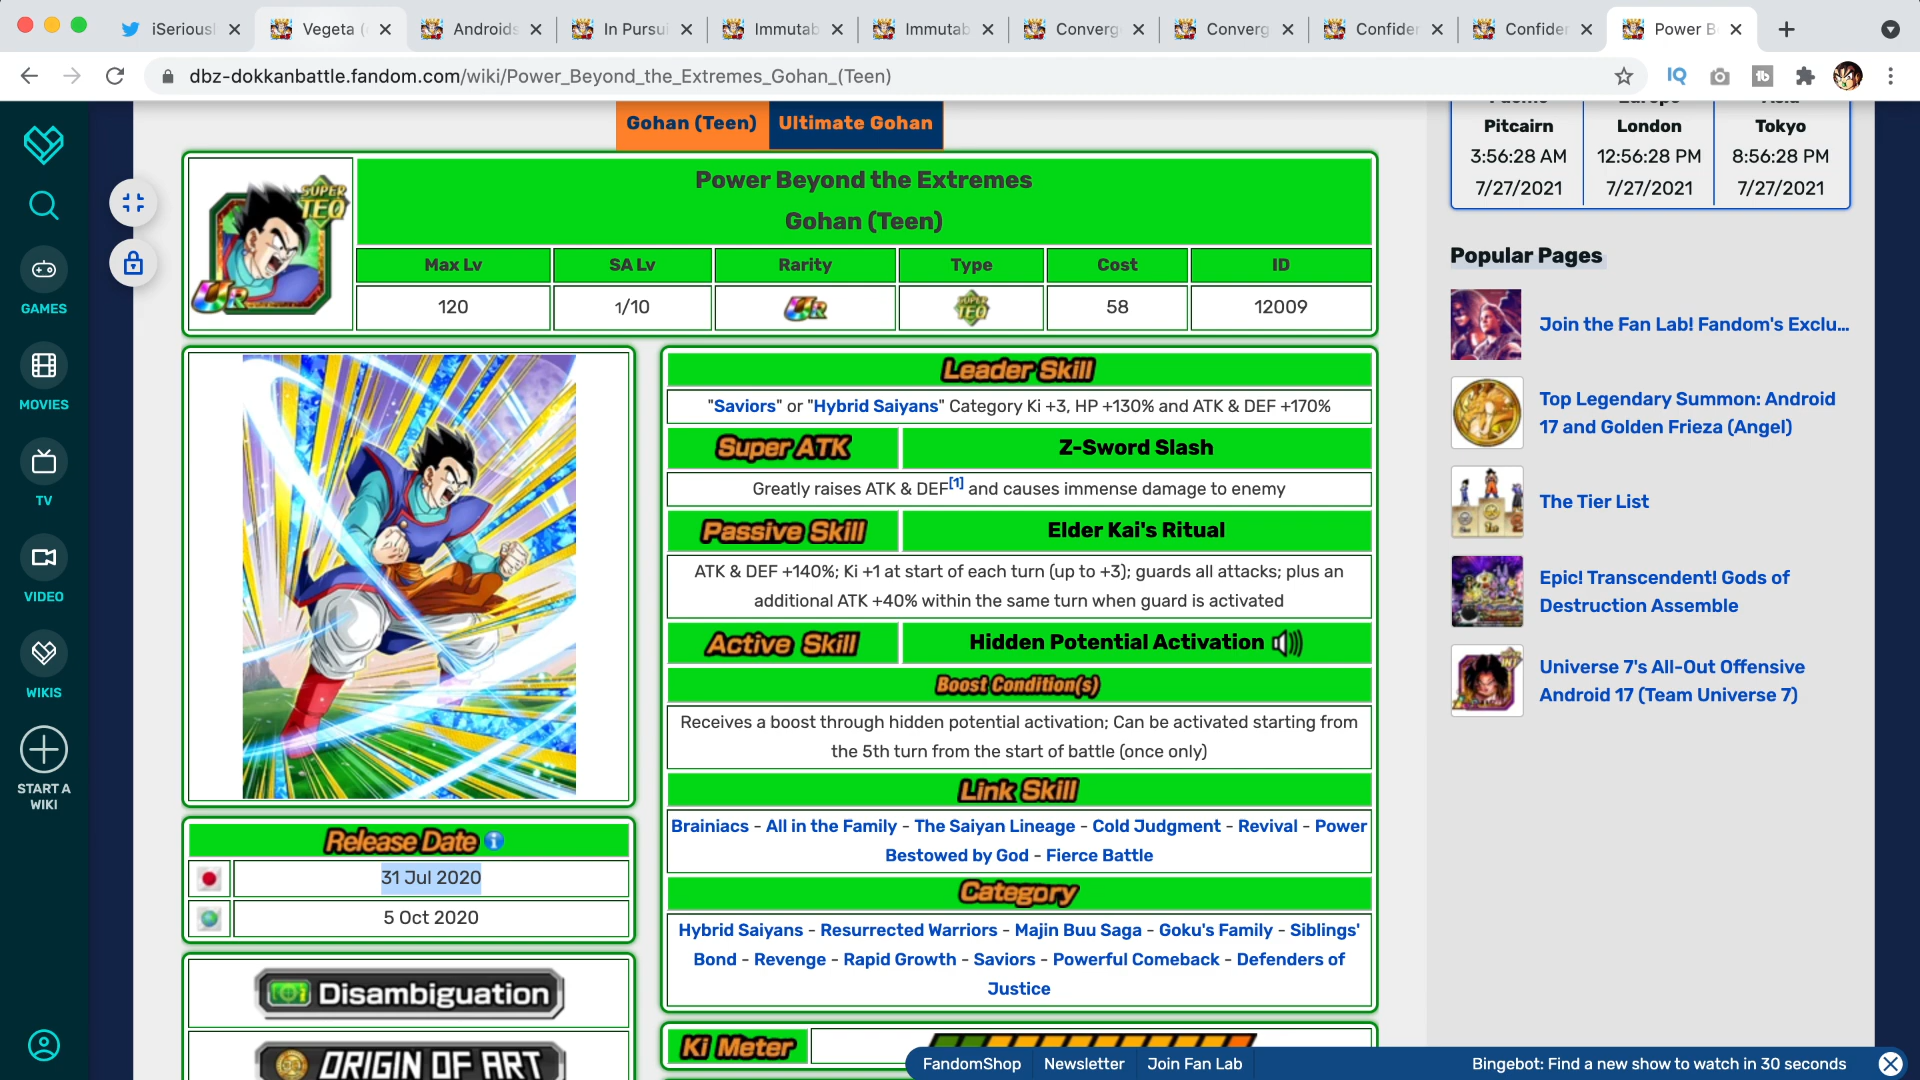 iSerious
Vegeta (
Androids
In Pursui
Immutab
Immutab
Converg
Converg
Confider
Confider
Power B
dbz-dokkanbattle.fandom.com/wiki/Power_Beyond_the_Extremes_Gohan_(Teen)
IQ
GAMES
MOVIES
TV
VIDEO
WIKIS
START A
WIKI
Gohan (Teen)
Ultimate Gohan
SUPER
TEQ
UR
Power Beyond the Extremes
Gohan (Teen)
Max Lv
SA Lv
Rarity
Type
Cost
ID
120
1/10
UR
SUPER
TEQ
58
12009
Leader Skill
"Saviors" or "Hybrid Saiyans" Category Ki +3, HP +130% and ATK & DEF +170%
Super ATK
Z-Sword Slash
Greatly raises ATK & DEF[1] and causes immense damage to enemy
Passive Skill
Elder Kai's Ritual
ATK & DEF +140%; Ki +1 at start of each turn (up to +3); guards all attacks; plus an
additional ATK +40% within the same turn when guard is activated
Active Skill
Hidden Potential Activation
Boost Condition(s)
Receives a boost through hidden potential activation; Can be activated starting from
the 5th turn from the start of battle (once only)
Link Skill
Brainiacs - All in the Family - The Saiyan Lineage - Cold Judgment - Revival - Power
Bestowed by God - Fierce Battle
Category
Hybrid Saiyans - Resurrected Warriors - Majin Buu Saga - Goku's Family - Siblings'
Bond - Revenge - Rapid Growth - Saviors - Powerful Comeback - Defenders of
Justice
Ki Meter
Release Date
31 Jul 2020
5 Oct 2020
Disambiguation
ORIGIN OF ART
Pitcairn
London
Tokyo
3:56:28 AM
12:56:28 PM
8:56:28 PM
7/27/2021
7/27/2021
7/27/2021
Popular Pages
Join the Fan Lab! Fandom's Exclu...
Top Legendary Summon: Android
17 and Golden Frieza (Angel)
The Tier List
Epic! Transcendent! Gods of
Destruction Assemble
Universe 7's All-Out Offensive
Android 17 (Team Universe 7)
FandomShop
Newsletter
Join Fan Lab
Bingebot: Find a new show to watch in 30 seconds